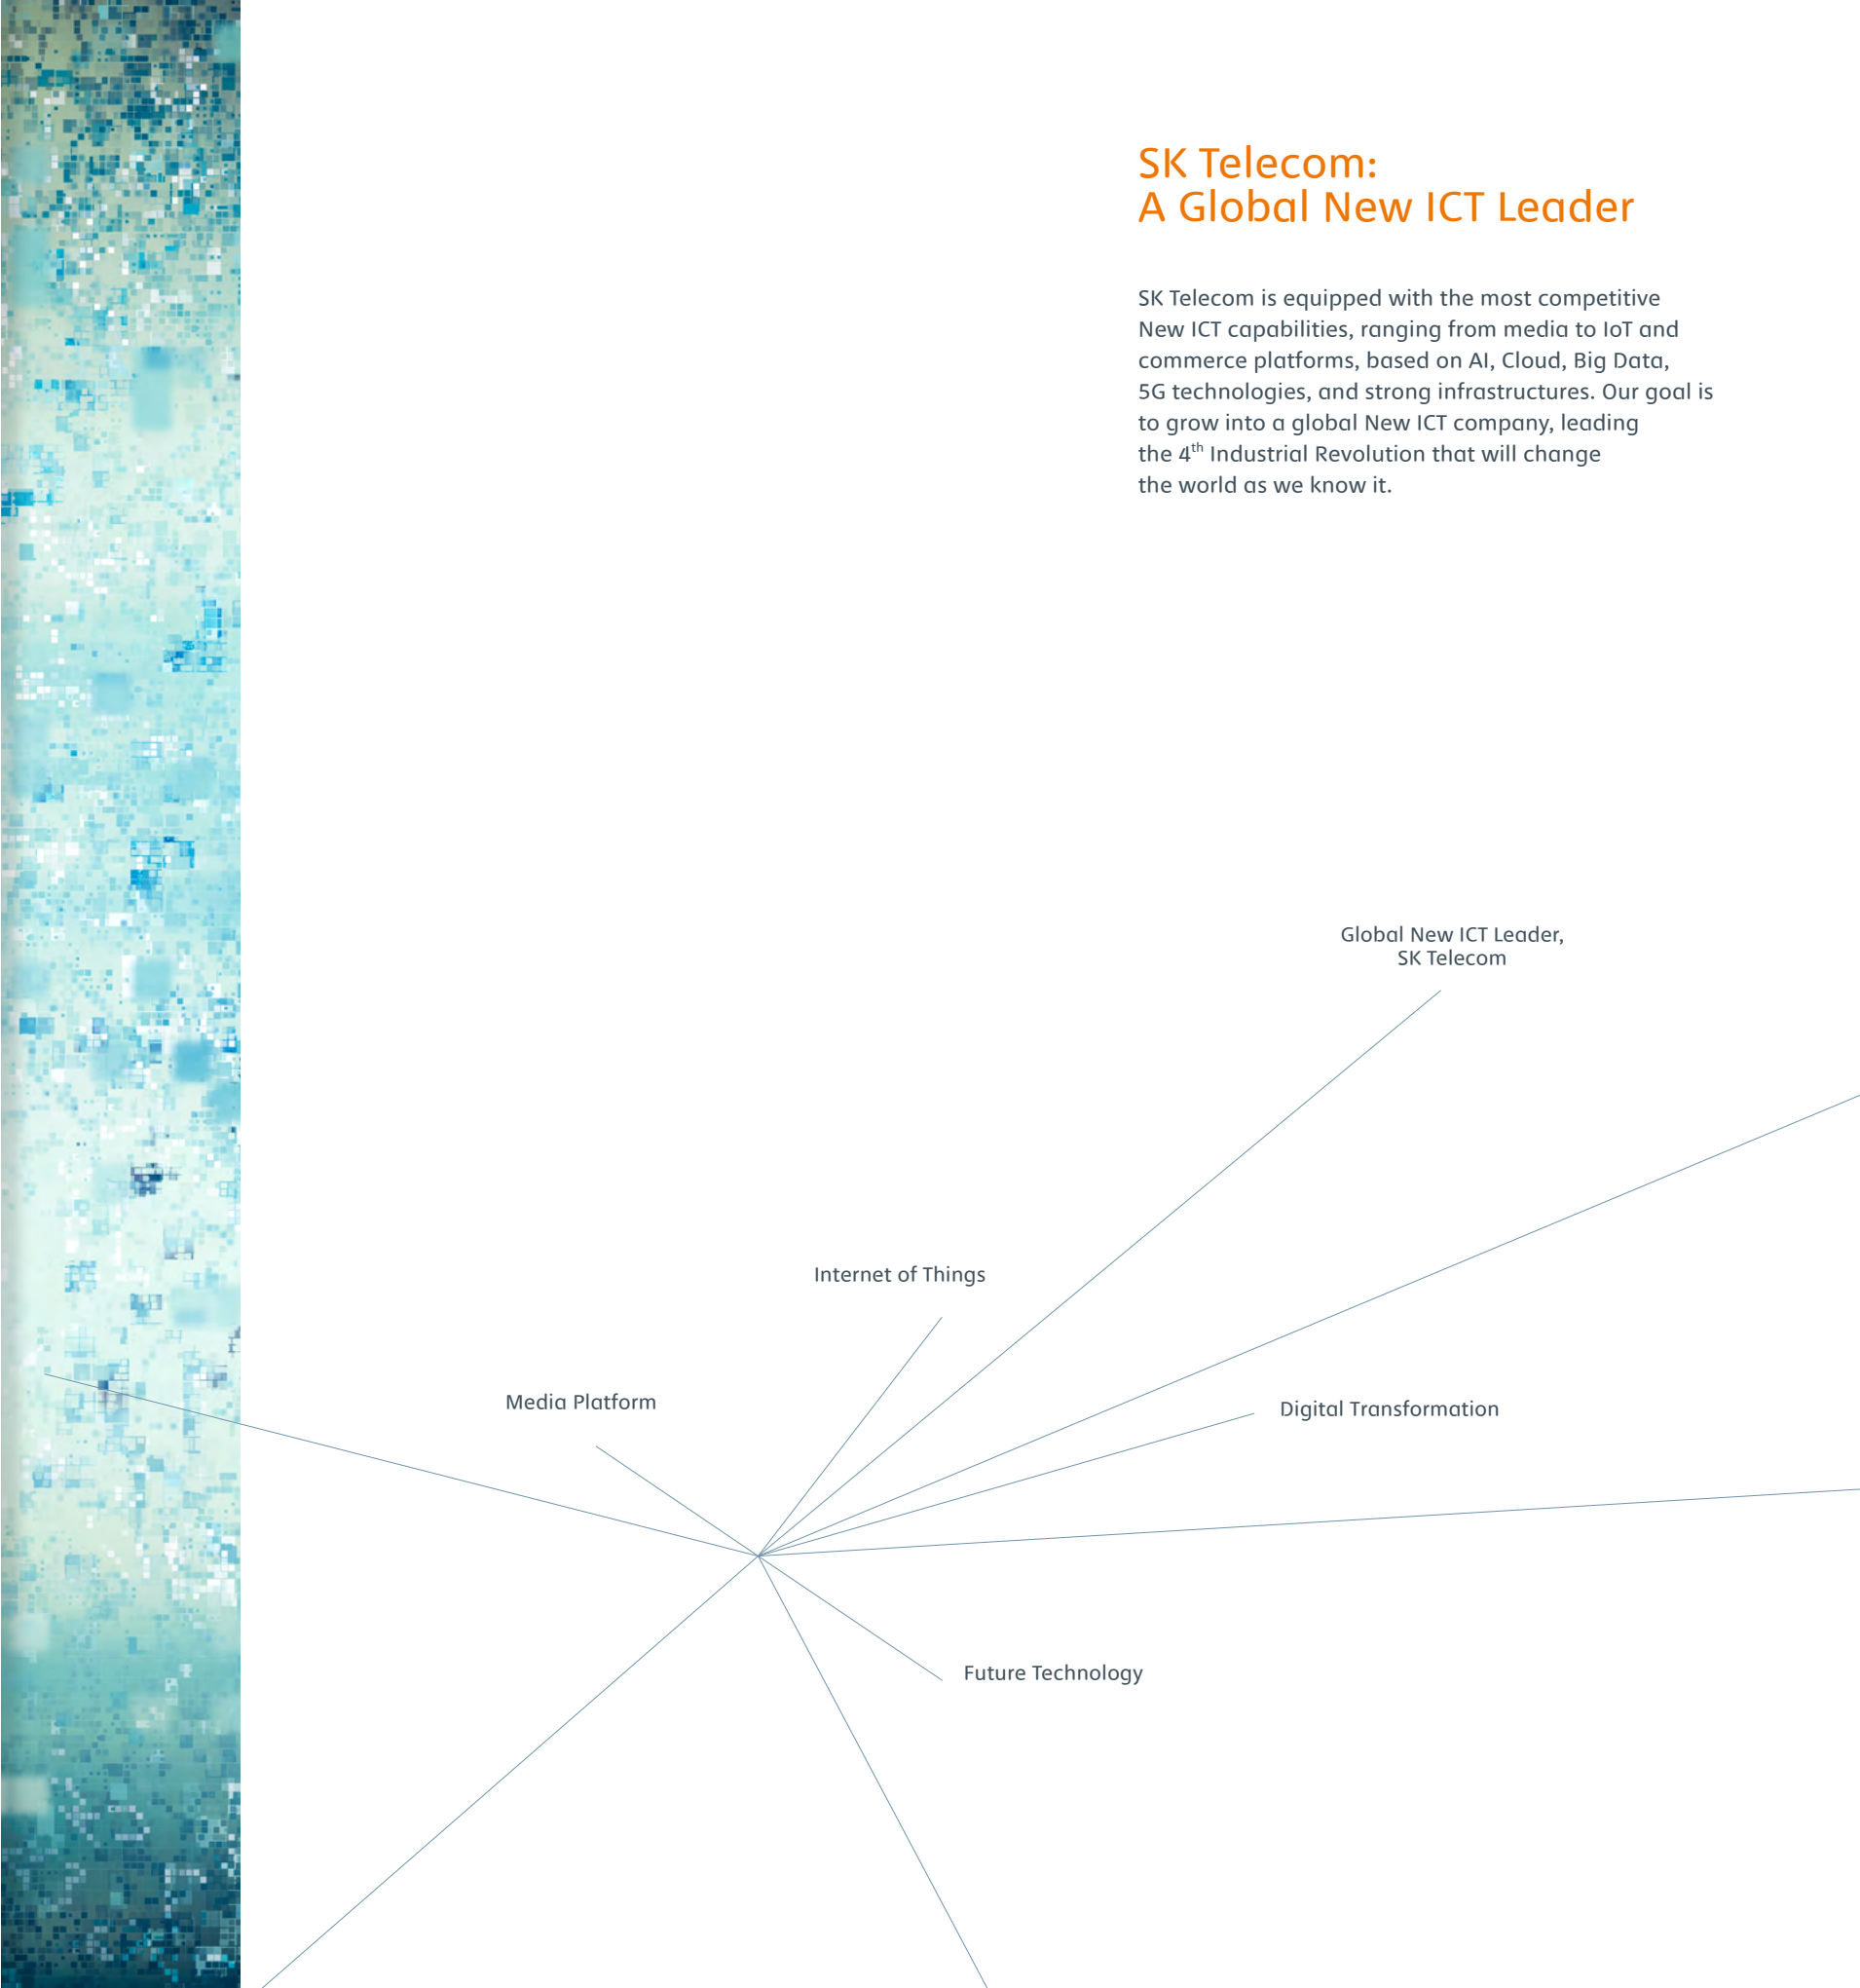 SK Telecom:
A Global New ICT Leader
SK Telecom is equipped with the most competitive
New ICT capabilities, ranging from media to IoT and
commerce platforms, based on AI, Cloud, Big Data,
5G technologies, and strong infrastructures. Our goal is
to grow into a global New ICT company, leading
the 4th Industrial Revolution that will change
the world as we know it.
Global New ICT Leader,
SK Telecom
Internet of Things
Media Platform
Digital Transformation
Future Technology